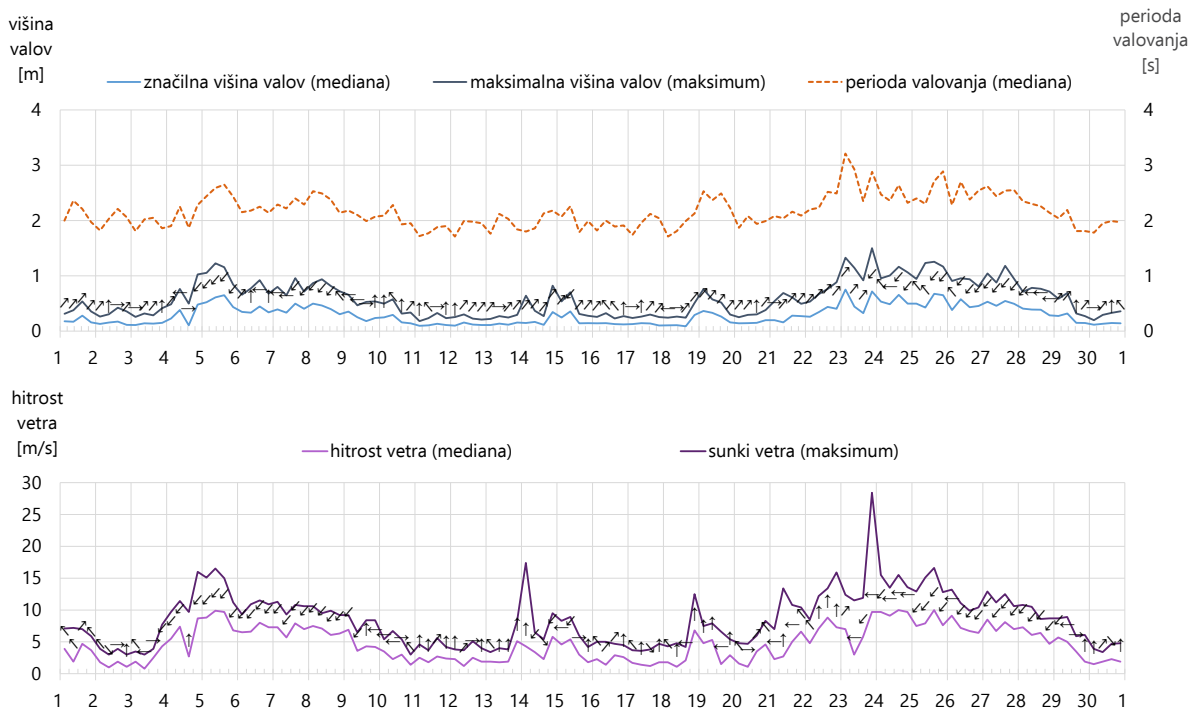 višina
valov
[m]
perioda
valovanja
[s]
značilna višina valov (mediana) maksimalna višina valov (maksimum) perioda valovanja (mediana)
4 4
3 3
2 2
1 1
0 0
1 2 3 4 5 6 7 8 9 10 11 12 13 14 15 16 17 18 19 20 21 22 23 24 25 26 27 28 29 30 1
hitrost
vetra
[m/s]
hitrost vetra (mediana) sunki vetra (maksimum)
30
25
20
15
10
5
0
1 2 3 4 5 6 7 8 9 10 11 12 13 14 15 16 17 18 19 20 21 22 23 24 25 26 27 28 29 30 1